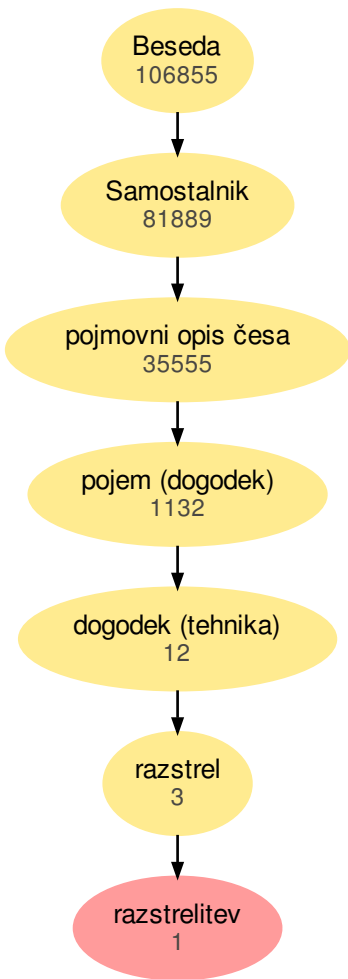 Beseda
106855
Samostalnik
81889
pojmovni opis česa
35555
pojem (dogodek)
1132
dogodek (tehnika)
12
razstrel
3
razstrelitev
1